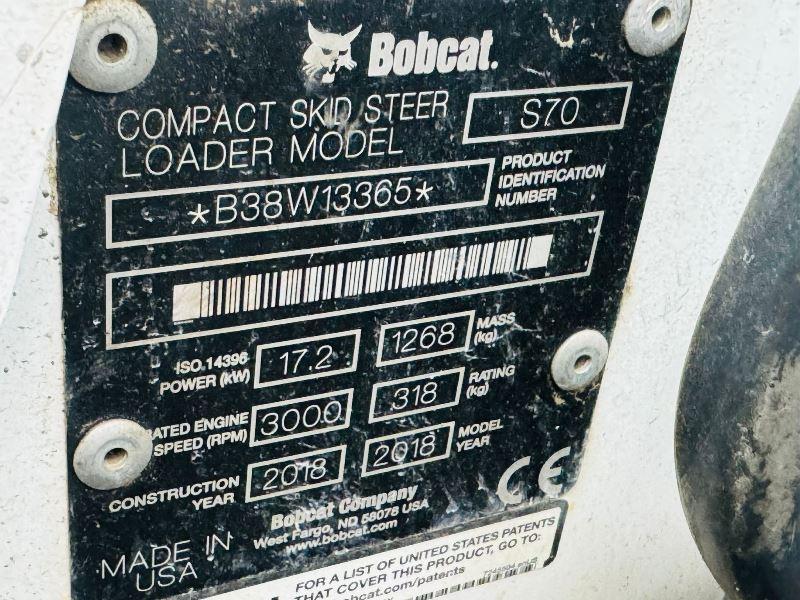 Bobcat.
COMPACT SKID STEER
LOADER MODEL
S70
*B38W13365*
PRODUCT
IDENTIFICATION
NUMBER
ISO 14396
POWER (kW)
17.2
1268
MASS
(kg)
RATED ENGINE
SPEED (RPM)
3000
318
RATING
(kg)
CONSTRUCTION
YEAR
2018
2018
MODEL
YEAR
CE
Bobcat Company
West Fargo, ND 58078 USA
www.bobcat.com
MADE IN
USA
FOR A LIST OF UNITED STATES PATENTS
THAT COVER THIS PRODUCT, GO TO:
bobcat.com/patents